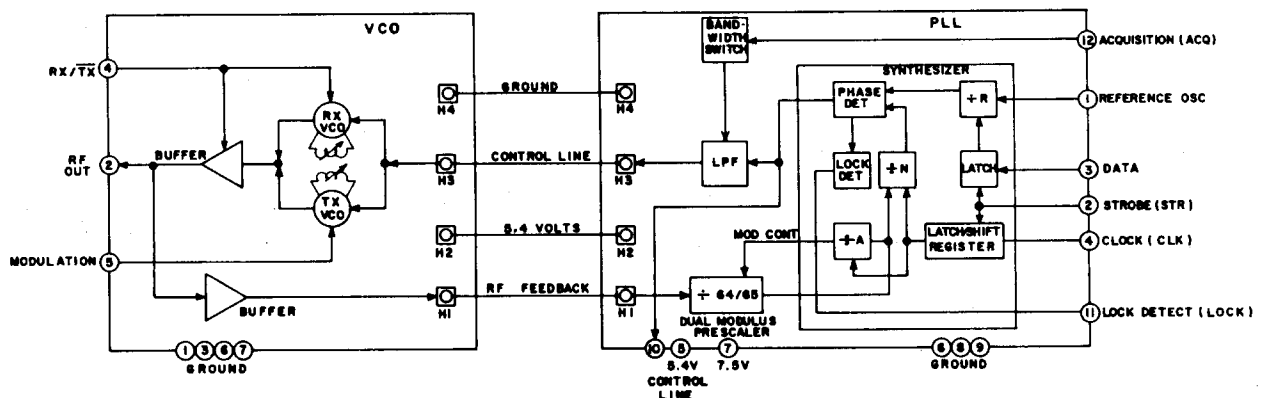 VCO
RX/TX
4
RX
VCO
BUFFER
RF
OUT
2
TX
VCO
MODULATION
5
BUFFER
1 3 6 7
GROUND
H4
GROUND
H4
H3
CONTROL LINE
H3
H2
5.4 VOLTS
H2
H1
RF FEEDBACK
H1
PLL
BAND-
WIDTH
SWITCH
12 ACQUISITION (ACQ)
SYNTHESIZER
PHASE
DET
÷R
1 REFERENCE OSC
LPF
LOCK
DET
÷N
LATCH
3 DATA
2 STROBE (STR)
MOD CONT
÷A
LATCH/SHIFT
REGISTER
4 CLOCK (CLK)
÷ 64/65
DUAL MODULUS
PRESCALER
11 LOCK DETECT (LOCK)
10 5 7
5.4V 7.5V
CONTROL
LINE
6 8 9
GROUND